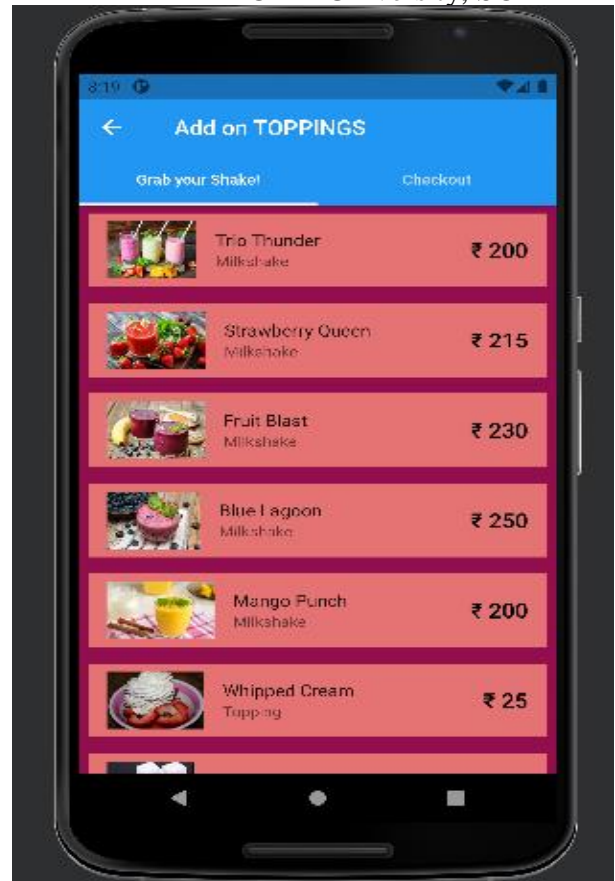 8:19
Add on TOPPINGS
Grab your Shake!
Checkout
Trio Thunder
Milkshake
₹ 200
Strawberry Queen
Milkshake
₹ 215
Fruit Blast
Milkshake
₹ 230
Blue Lagoon
Milkshake
₹ 250
Mango Punch
Milkshake
₹ 200
Whipped Cream
Topping
₹ 25